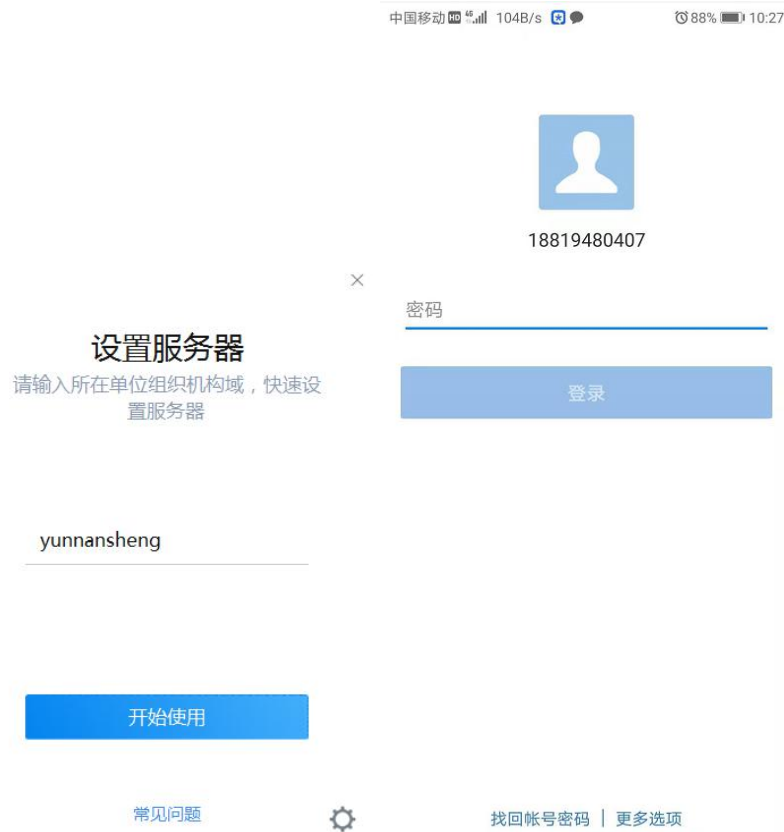 中国移动 HD 46 104B/s 88% 10:27
18819480407
密码
登录
找回帐号密码 | 更多选项
×
设置服务器
请输入所在单位组织机构域，快速设
置服务器
yunnansheng
开始使用
常见问题